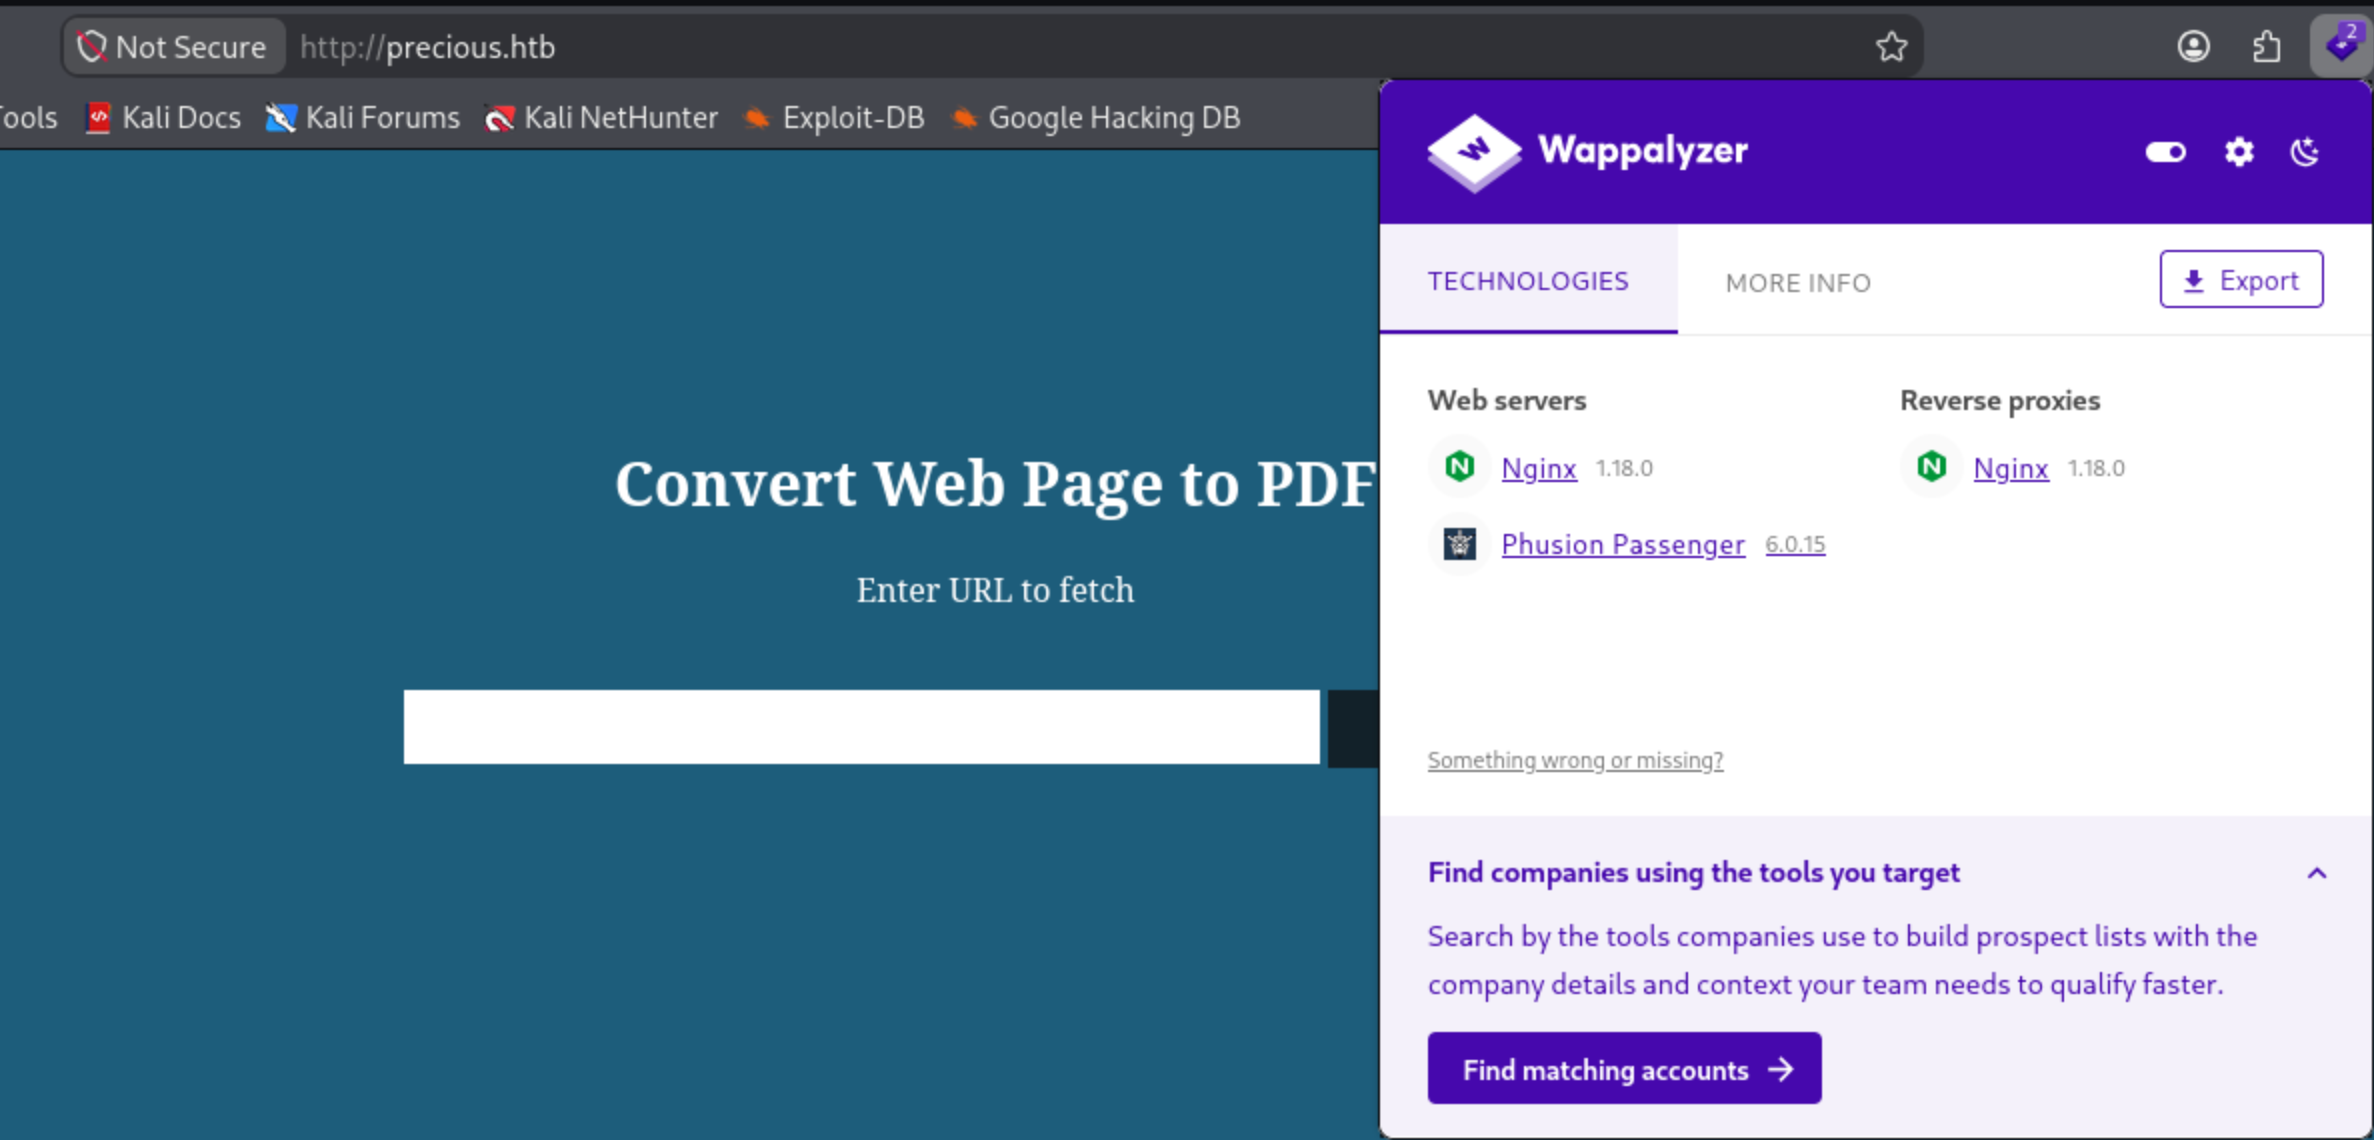 Not Secure http://precious.htb
2
Kali Docs Kali Forums Kali NetHunter Exploit-DB Google Hacking DB
Wappalyzer
TECHNOLOGIES MORE INFO Export
Convert Web Page to PDF
Enter URL to fetch
Web servers Reverse proxies
Nginx 1.18.0 Nginx 1.18.0
Phusion Passenger 6.0.15
Something wrong or missing?
Find companies using the tools you target
Search by the tools companies use to build prospect lists with the
company details and context your team needs to qualify faster.
Find matching accounts